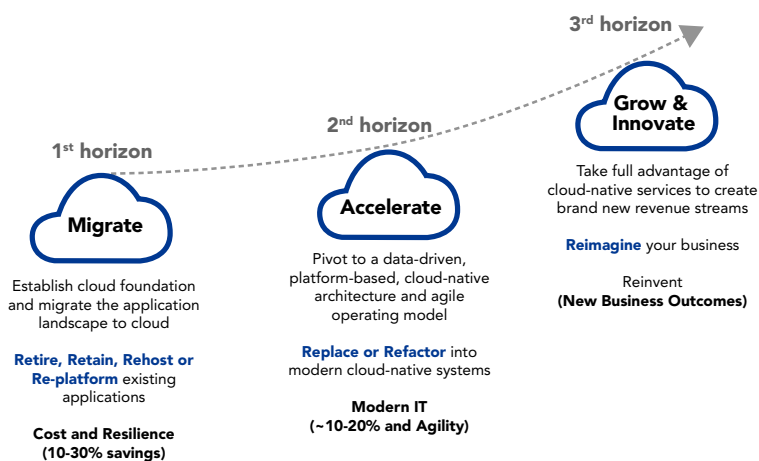 1st horizon
Migrate
Establish cloud foundation
and migrate the application
landscape to cloud
Retire, Retain, Rehost or
Re-platform existing
applications
Cost and Resilience
(10-30% savings)
2nd horizon
Accelerate
Pivot to a data-driven,
platform-based, cloud-native
architecture and agile
operating model
Replace or Refactor into
modern cloud-native systems
Modern IT
(~10-20% and Agility)
3rd horizon
Grow &
Innovate
Take full advantage of
cloud-native services to create
brand new revenue streams
Reimagine your business
Reinvent
(New Business Outcomes)